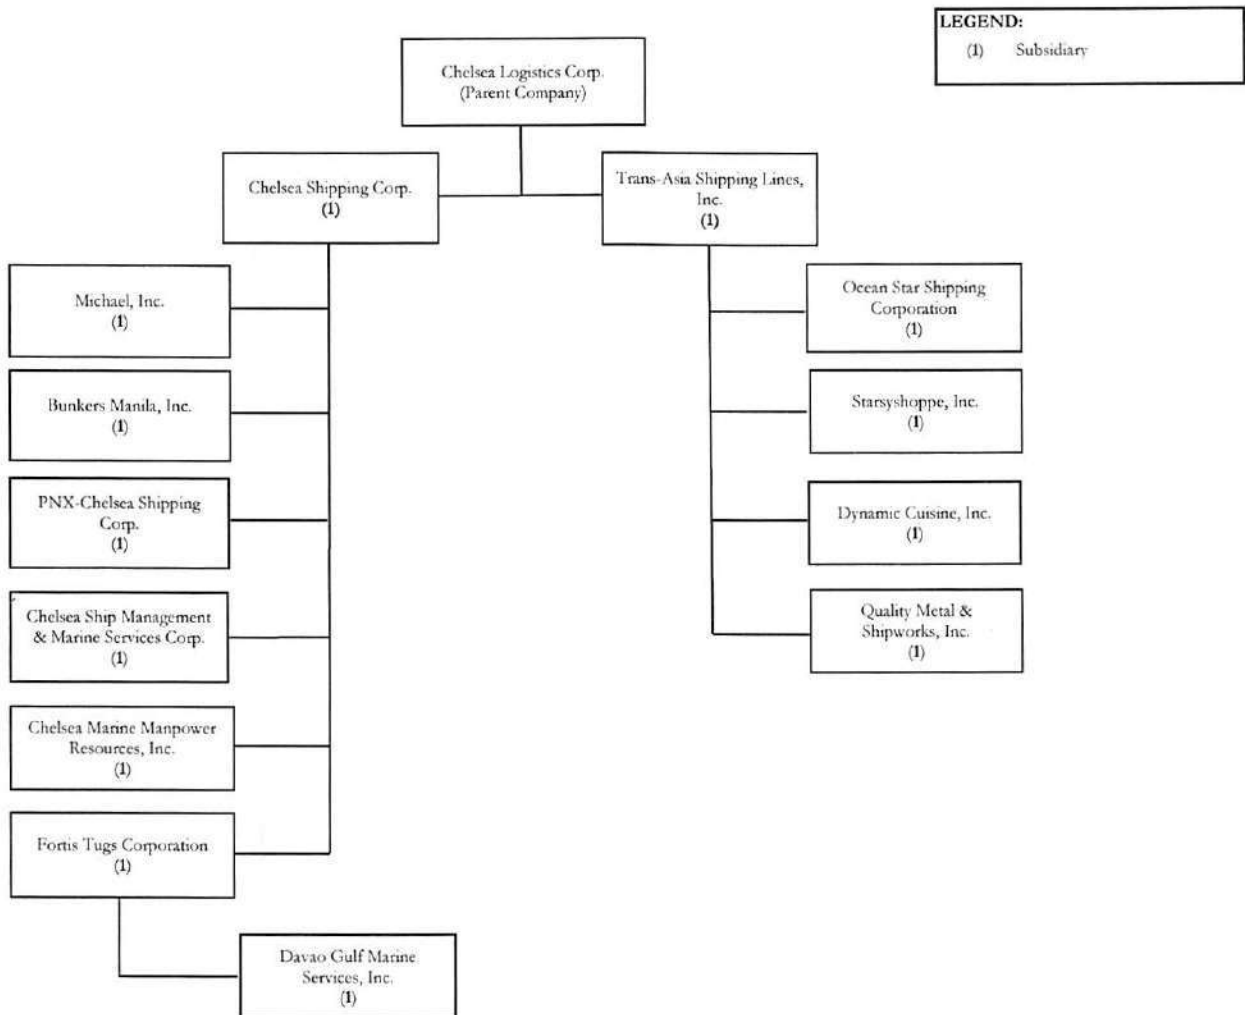 LEGEND:
(1) Subsidiary
Chelsea Logistics Corp.
(Parent Company)
Chelsea Shipping Corp.
(1)
Trans-Asia Shipping Lines,
Inc.
(1)
Michael, Inc.
(1)
Bunkers Manila, Inc.
(1)
PNX-Chelsea Shipping
Corp.
(1)
Chelsea Ship Management
& Marine Services Corp.
(1)
Chelsea Marine Manpower
Resources, Inc.
(1)
Fortis Tugs Corporation
(1)
Davao Gulf Marine
Services, Inc.
(1)
Ocean Star Shipping
Corporation
(1)
Starsyshoppe, Inc.
(1)
Dynamic Cuisine, Inc.
(1)
Quality Metal &
Shipworks, Inc.
(1)